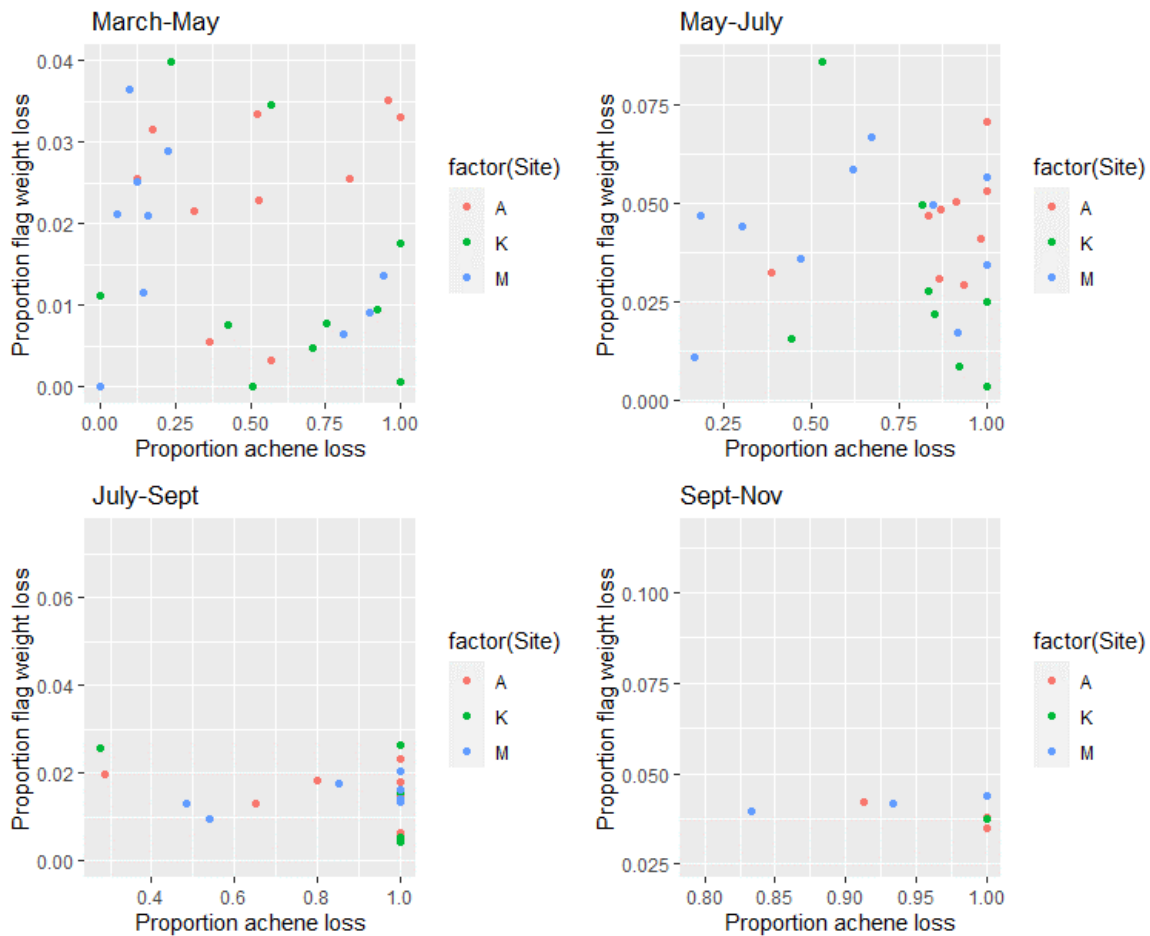 March-May
Proportion flag weight loss
0.04
0.03
0.02
0.01
0.00
0.00 0.25 0.50 0.75 1.00
Proportion achene loss
factor(Site)
A
K
M
May-July
Proportion flag weight loss
0.075
0.050
0.025
0.000
0.25 0.50 0.75 1.00
Proportion achene loss
factor(Site)
A
K
M
July-Sept
Proportion flag weight loss
0.06
0.04
0.02
0.00
0.4 0.6 0.8 1.0
Proportion achene loss
factor(Site)
A
K
M
Sept-Nov
Proportion flag weight loss
0.100
0.075
0.050
0.025
0.80 0.85 0.90 0.95 1.00
Proportion achene loss
factor(Site)
A
K
M